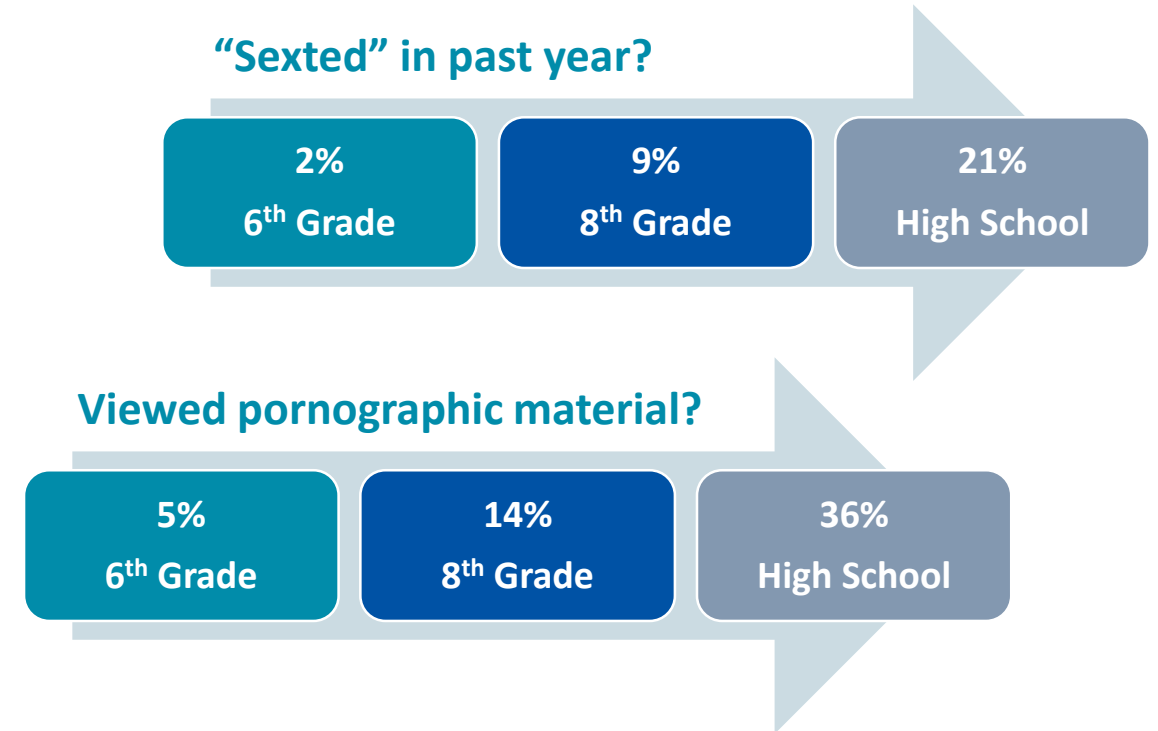 “Sexted” in past year?
2%
6th Grade
9%
8th Grade
21%
High School
Viewed pornographic material?
5%
6th Grade
14%
8th Grade
36%
High School